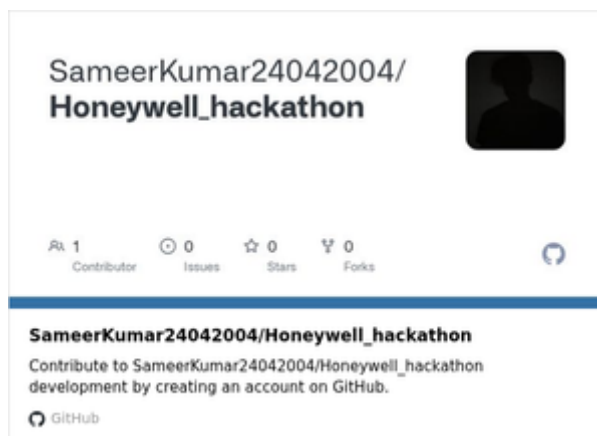 SameerKumar24042004/
Honeywell_hackathon
1 0 0 0
Contributor Issues Stars Forks
SameerKumar24042004/Honeywell_hackathon
Contribute to SameerKumar24042004/Honeywell_hackathon
development by creating an account on GitHub.
GitHub